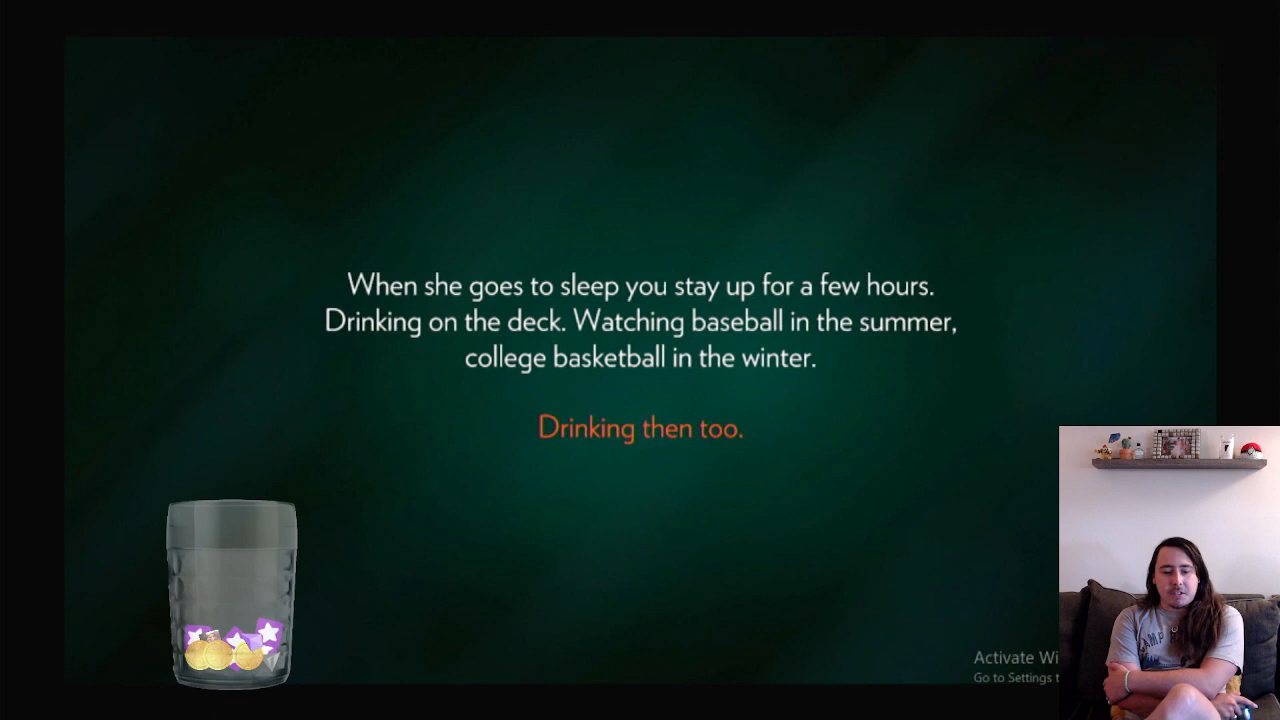 When she goes to sleep you stay up for a few hours.
Drinking on the deck. Watching baseball in the summer,
college basketball in the winter.
Drinking then too.
Activate Wi
Go to Settings t
CAMP